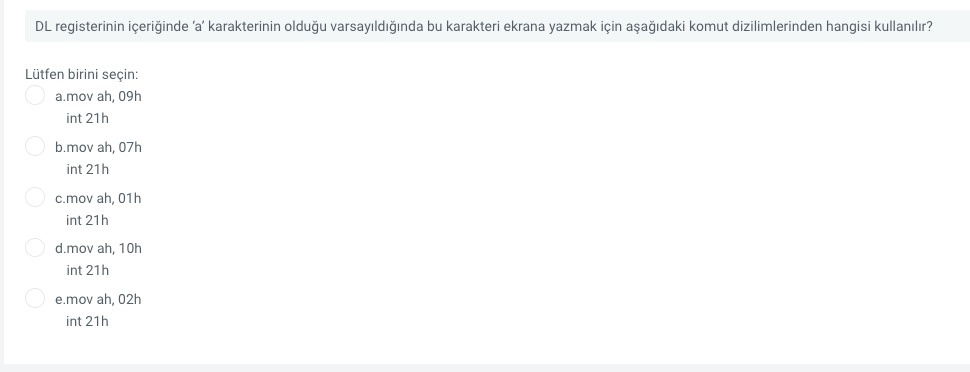 DL registerinin içeriğinde ‘a’ karakterinin olduğu varsayıldığında bu karakteri ekrana yazmak için aşağıdaki komut dizilimlerinden hangisi kullanılır?
Lütfen birini seçin:
a.mov ah, 09h
int 21h
b.mov ah, 07h
int 21h
c.mov ah, 01h
int 21h
d.mov ah, 10h
int 21h
e.mov ah, 02h
int 21h